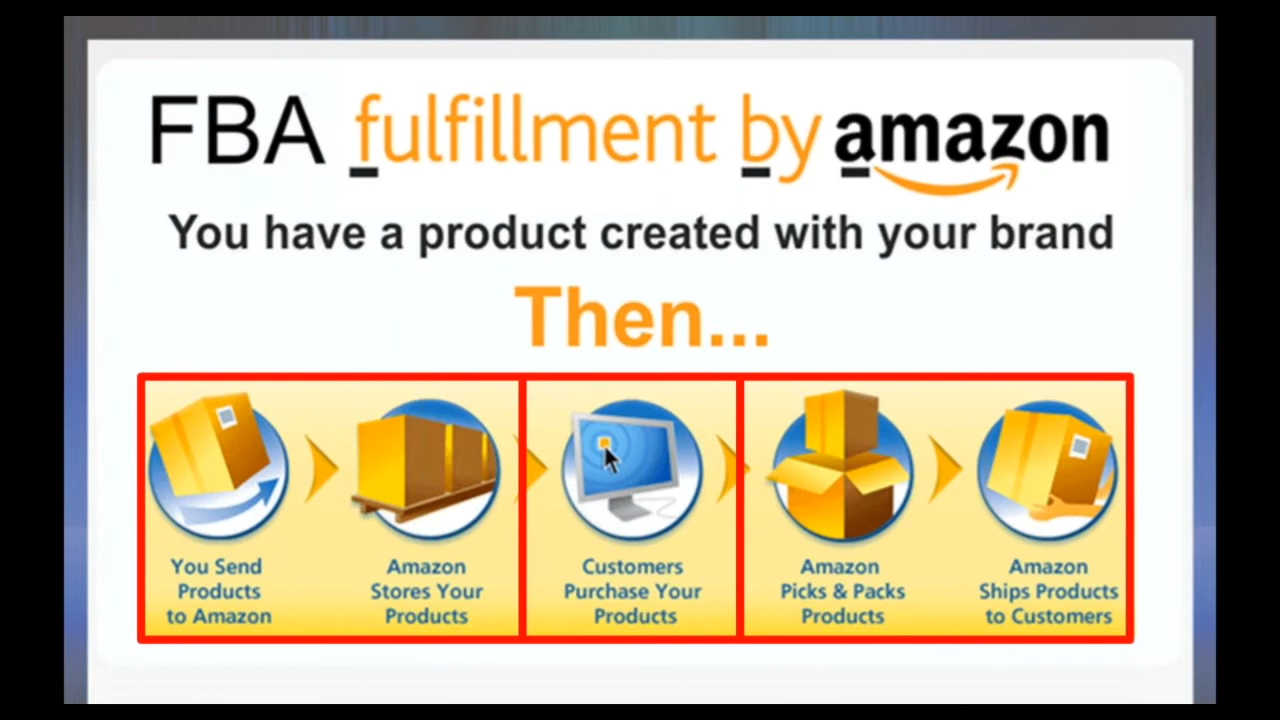 FBA fulfillment by amazon
You have a product created with your brand
Then...
You Send
Products
to Amazon
Amazon
Stores Your
Products
Customers
Purchase Your
Products
Amazon
Picks & Packs
Products
Amazon
Ships Products
to Customers